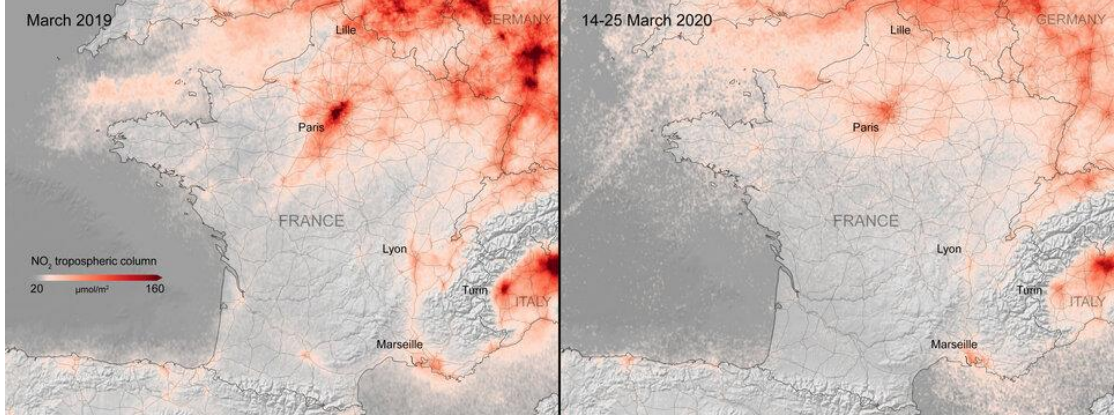 March 2019
GERMANY
Lille
Paris
FRANCE
Lyon
NO₂ tropospheric column
20 µmol/m² 160
Turin
ITALY
Marseille
14-25 March 2020
GERMANY
Lille
Paris
FRANCE
Lyon
Turin
ITALY
Marseille